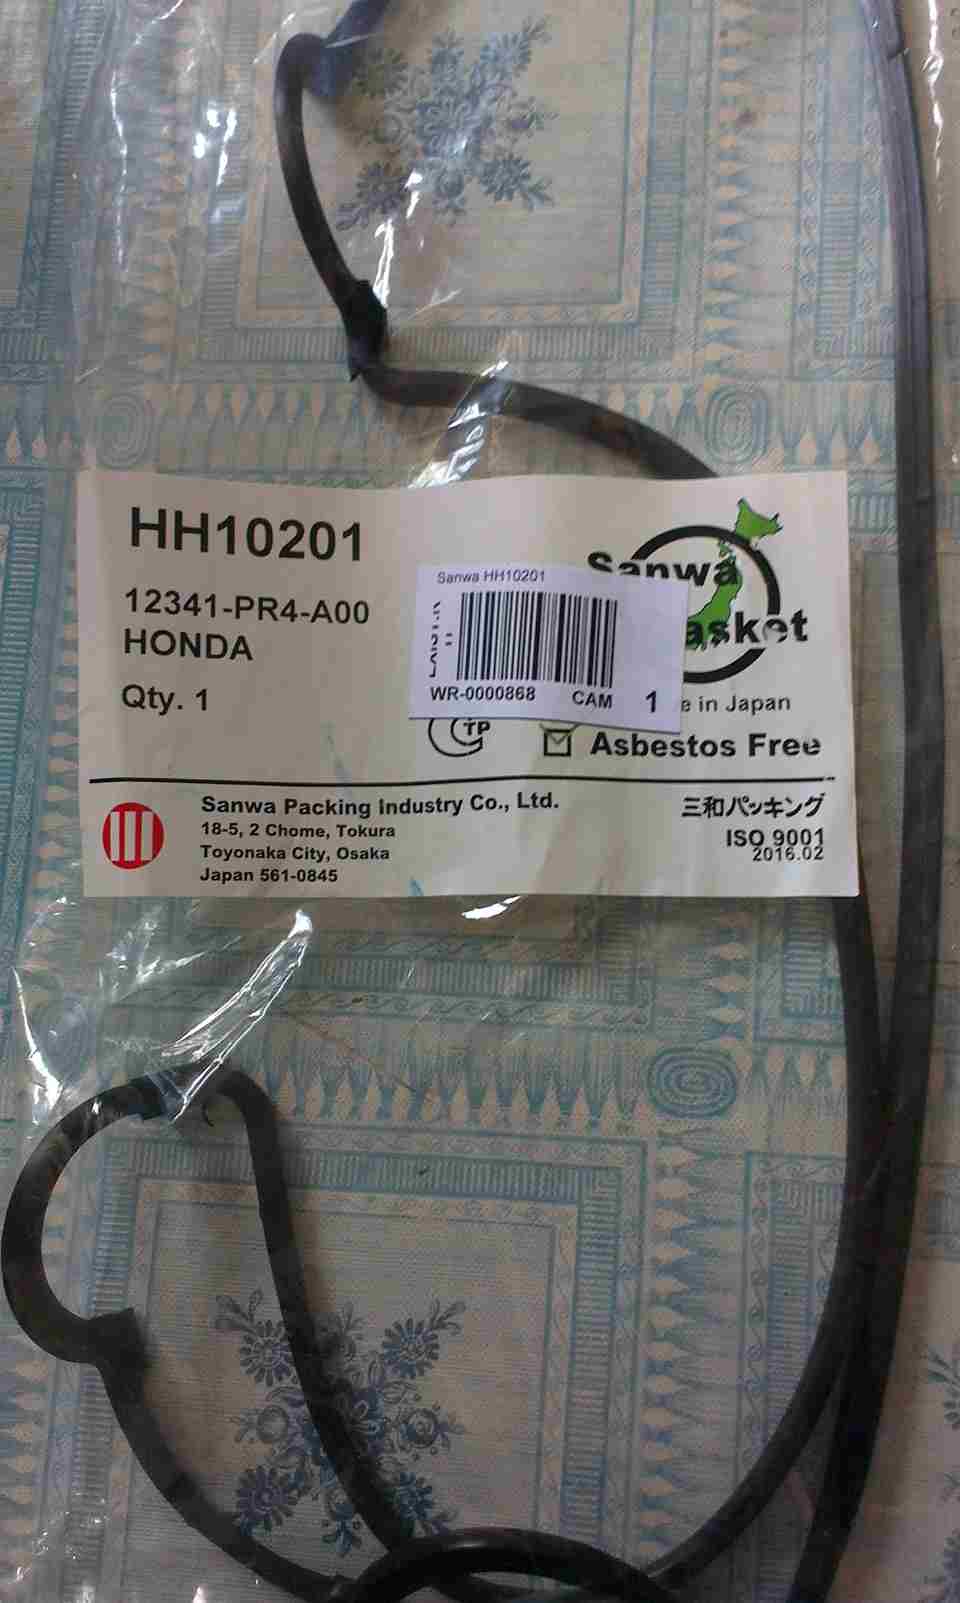 HH10201
12341-PR4-A00
HONDA
Qty. 1
Sanwa HH10201
WR-0000868 CAM 1
Sanwa
asket
e in Japan
TP
Asbestos Free
Sanwa Packing Industry Co., Ltd.
18-5, 2 Chome, Tokura
Toyonaka City, Osaka
Japan 561-0845
三和パッキング
ISO 9001
2016.02